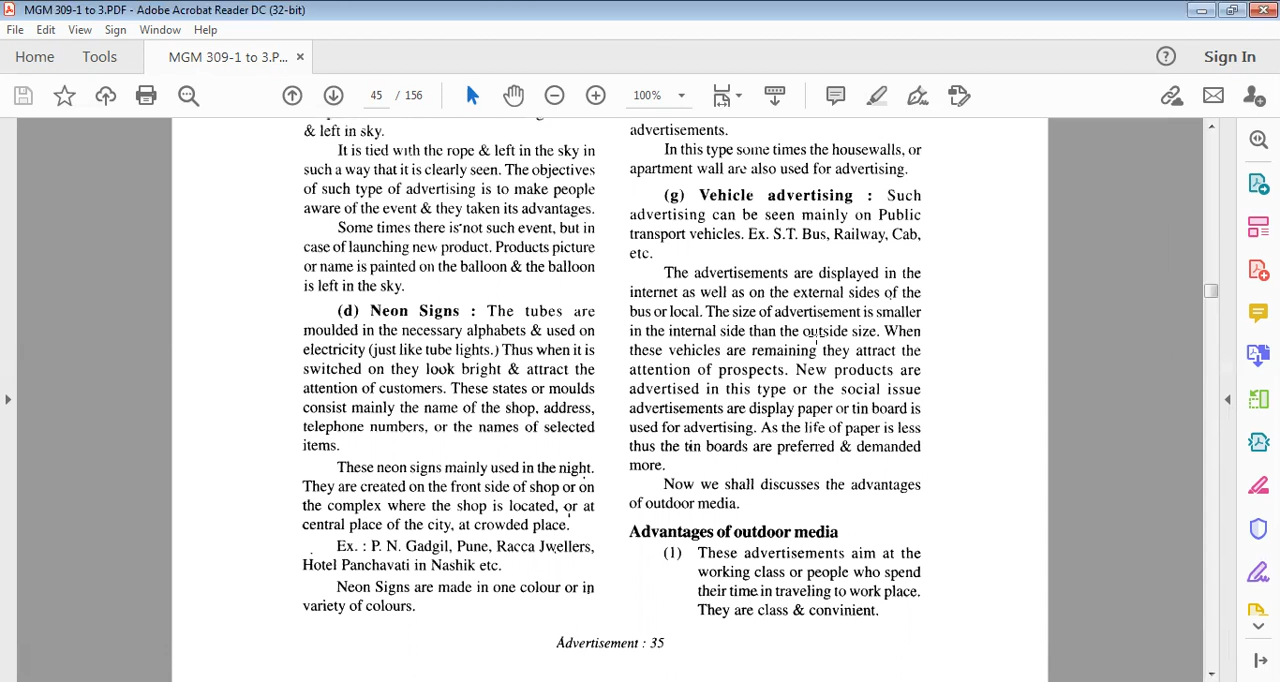 MGM 309-1 to 3.PDF - Adobe Acrobat Reader DC (32-bit)
File Edit View Sign Window Help
Home Tools MGM 309-1 to 3.P... × Sign In
45 / 156 100%
& left in sky.
It is tied with the rope & left in the sky in
such a way that it is clearly seen. The objectives
of such type of advertising is to make people
aware of the event & they taken its advantages.
Some times there is not such event, but in
case of launching new product. Products picture
or name is painted on the balloon & the balloon
is left in the sky.
(d) Neon Signs : The tubes are
moulded in the necessary alphabets & used on
electricity (just like tube lights.) Thus when it is
switched on they look bright & attract the
attention of customers. These states or moulds
consist mainly the name of the shop, address,
telephone numbers, or the names of selected
items.
These neon signs mainly used in the night.
They are created on the front side of shop or on
the complex where the shop is located, or at
central place of the city, at crowded place.
Ex. : P. N. Gadgil, Pune, Racca Jwellers,
Hotel Panchavati in Nashik etc.
Neon Signs are made in one colour or in
variety of colours.
advertisements.
In this type some times the housewalls, or
apartment wall are also used for advertising.
(g) Vehicle advertising : Such
advertising can be seen mainly on Public
transport vehicles. Ex. S.T. Bus, Railway, Cab,
etc.
The advertisements are displayed in the
internet as well as on the external sides of the
bus or local. The size of advertisement is smaller
in the internal side than the outside size. When
these vehicles are remaining they attract the
attention of prospects. New products are
advertised in this type or the social issue
advertisements are display paper or tin board is
used for advertising. As the life of paper is less
thus the tin boards are preferred & demanded
more.
Now we shall discusses the advantages
of outdoor media.
Advantages of outdoor media
(1) These advertisements aim at the
working class or people who spend
their time in traveling to work place.
They are class & convinient.
Advertisement : 35